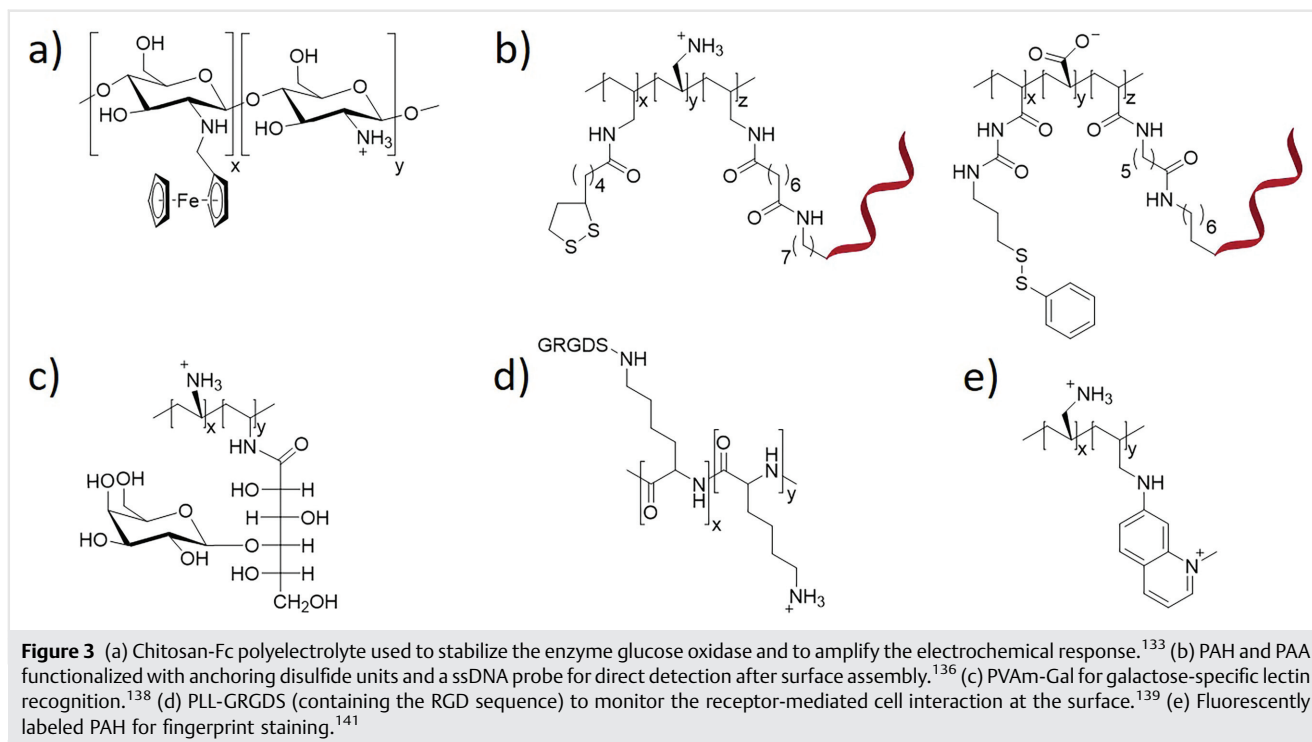 a)
OH
O
O
HO
NH
x
Fe
OH
O
O
HO
NH3
+
O
y
b)
+
NH3
x
y
z
HN
O
4
S
S
NH
O
6
O
NH
7
O
O−
x
y
z
HN
O
O
HN
S
S
O
NH
5
O
HN
6
c)
+
NH3
x
y
HN
O
HO
H
H
OH
O
H
HO
H
CH2OH
OH
HO
O
HO
OH
d)
GRGDS
NH
O
N
H
x
O
H
N
y
NH3
+
e)
+
NH3
x
y
NH
N
+
Figure 3 (a) Chitosan-Fc polyelectrolyte used to stabilize the enzyme glucose oxidase and to amplify the electrochemical response.133 (b) PAH and PAA
functionalized with anchoring disulfide units and a ssDNA probe for direct detection after surface assembly.136 (c) PVAm-Gal for galactose-specific lectin
recognition.138 (d) PLL-GRGDS (containing the RGD sequence) to monitor the receptor-mediated cell interaction at the surface.139 (e) Fluorescently
labeled PAH for fingerprint staining.141